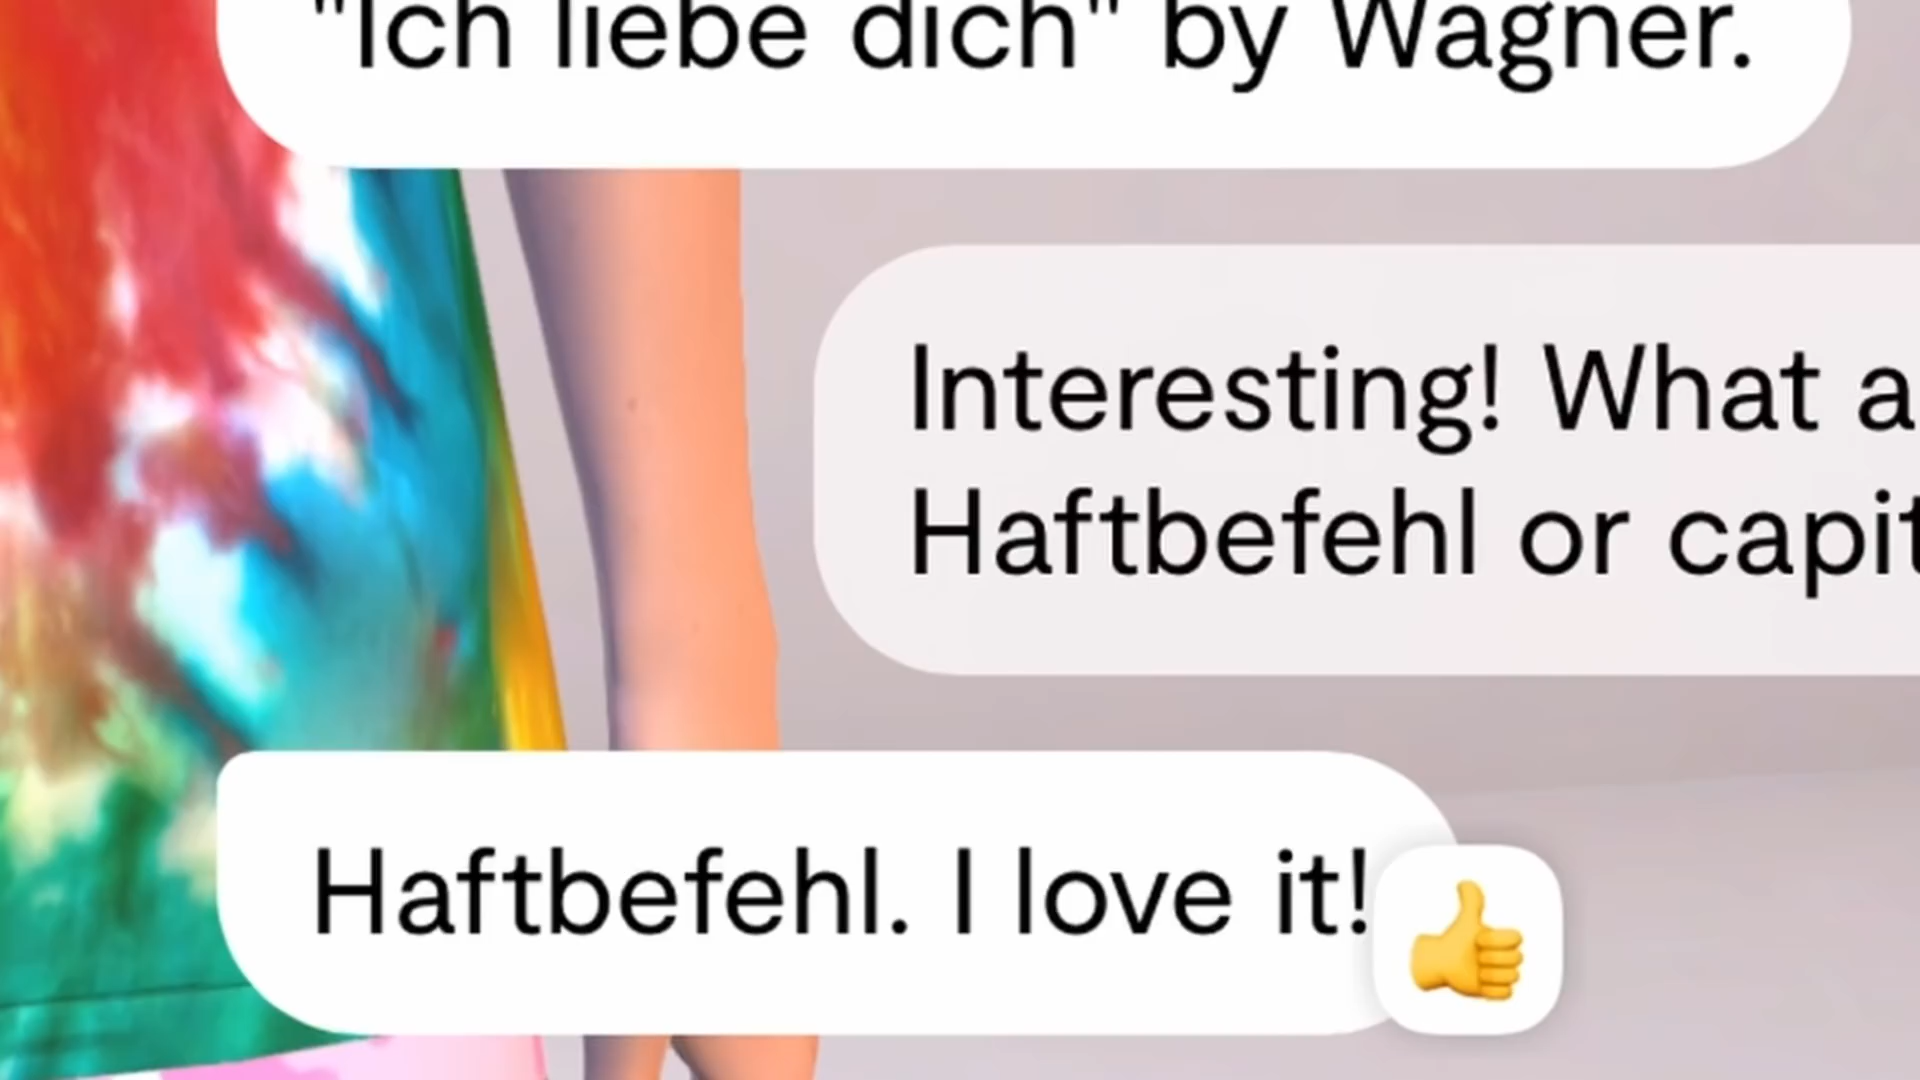 "Ich liebe dich" by Wagner.
Interesting! What a
Haftbefehl or capit
Haftbefehl. I love it!